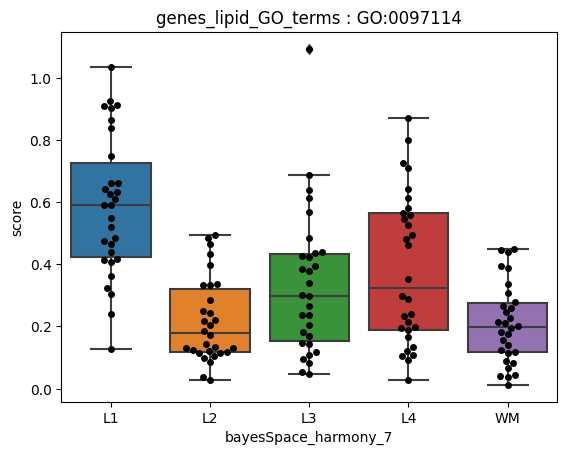 genes_lipid_GO_terms : GO:0097114
1.0
0.8
0.6
0.4
0.2
0.0
score
L1 L2 L3 L4 WM
bayesSpace_harmony_7